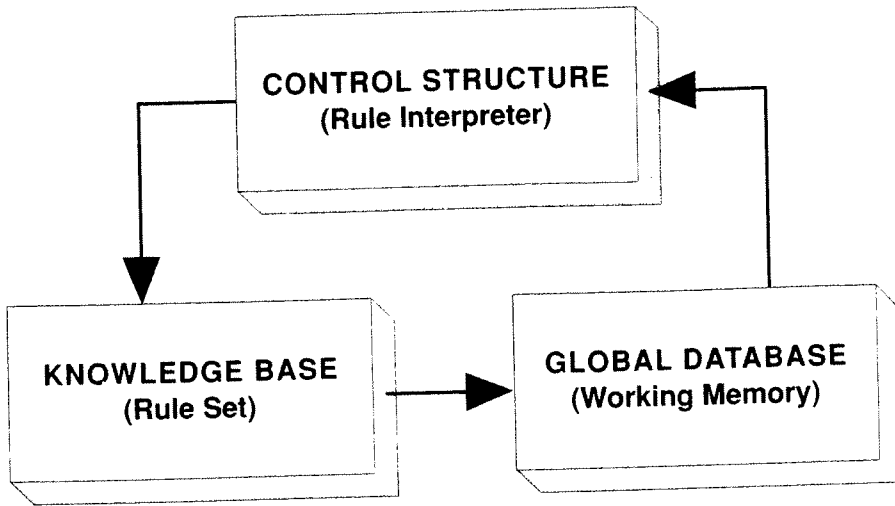 CONTROL STRUCTURE
(Rule Interpreter)
KNOWLEDGE BASE
(Rule Set)
GLOBAL DATABASE
(Working Memory)